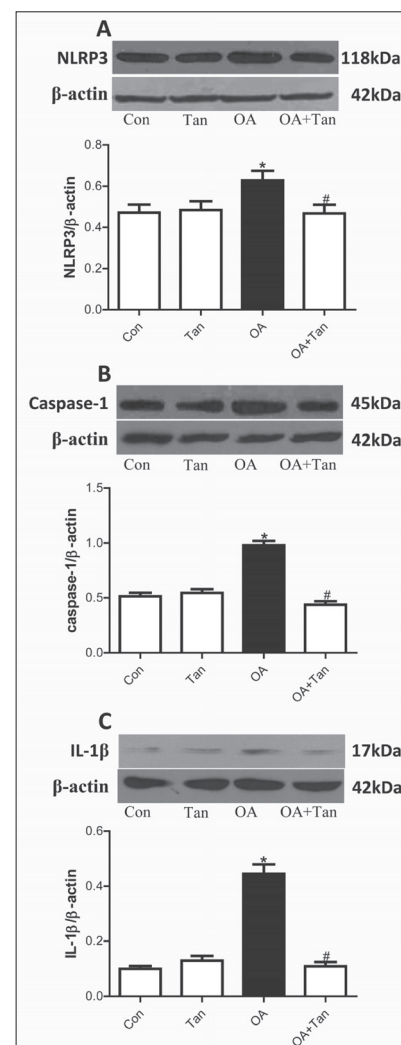 A
NLRP3 118kDa
β-actin 42kDa
Con Tan OA OA+Tan
NLRP3/β-actin
0.8
0.6
0.4
0.2
0.0
*
#
Con Tan OA OA+Tan
B
Caspase-1 45kDa
β-actin 42kDa
Con Tan OA OA+Tan
caspase-1/β-actin
1.5
1.0
0.5
0.0
*
#
Con Tan OA OA+Tan
C
IL-1β 17kDa
β-actin 42kDa
Con Tan OA OA+Tan
IL-1β/β-actin
0.6
0.4
0.2
0.0
*
#
Con Tan OA OA+Tan